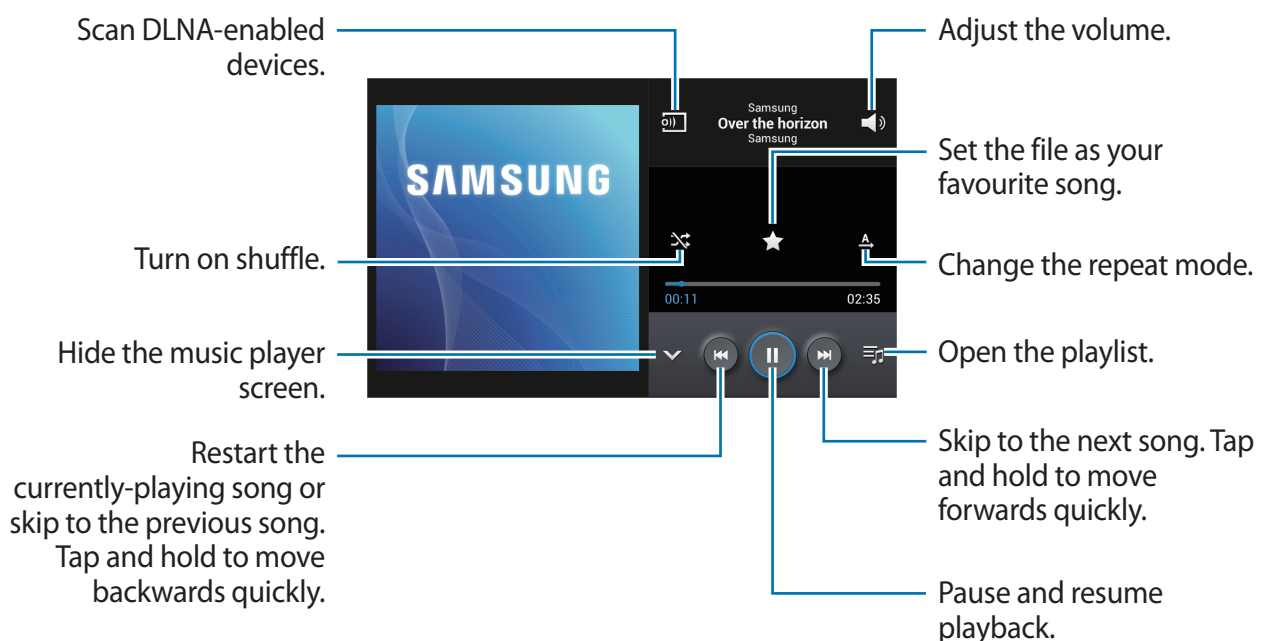 Scan DLNA-enabled
devices.
Adjust the volume.
Samsung
Over the horizon
Samsung
SAMSUNG
Set the file as your
favourite song.
Turn on shuffle.
A
Change the repeat mode.
00:11
02:35
Hide the music player
screen.
Open the playlist.
Restart the
currently-playing song or
skip to the previous song.
Tap and hold to move
backwards quickly.
Skip to the next song. Tap
and hold to move
forwards quickly.
Pause and resume
playback.